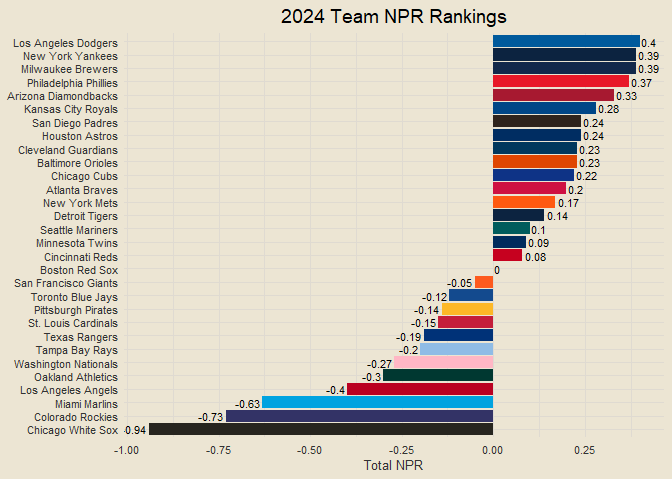 2024 Team NPR Rankings
Los Angeles Dodgers 0.4
New York Yankees 0.39
Milwaukee Brewers 0.39
Philadelphia Phillies 0.37
Arizona Diamondbacks 0.33
Kansas City Royals 0.28
San Diego Padres 0.24
Houston Astros 0.24
Cleveland Guardians 0.23
Baltimore Orioles 0.23
Chicago Cubs 0.22
Atlanta Braves 0.2
New York Mets 0.17
Detroit Tigers 0.14
Seattle Mariners 0.1
Minnesota Twins 0.09
Cincinnati Reds 0.08
Boston Red Sox 0
San Francisco Giants -0.05
Toronto Blue Jays -0.12
Pittsburgh Pirates -0.14
St. Louis Cardinals -0.15
Texas Rangers -0.19
Tampa Bay Rays -0.2
Washington Nationals -0.27
Oakland Athletics -0.3
Los Angeles Angels -0.4
Miami Marlins -0.63
Colorado Rockies -0.73
Chicago White Sox -0.94
-1.00 -0.75 -0.50 -0.25 0.00 0.25
Total NPR